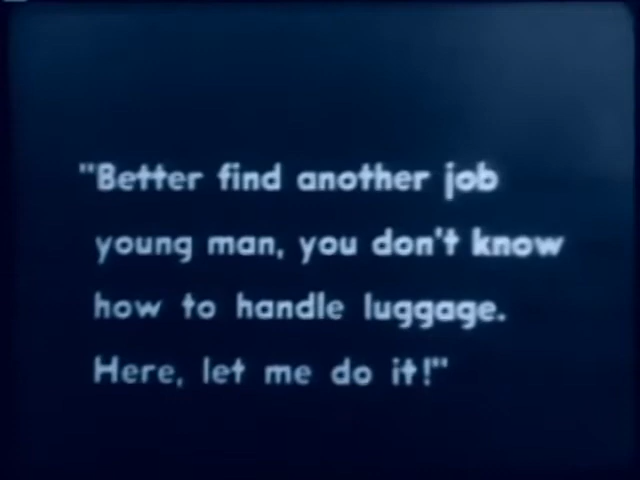 "Better find another job
young man, you don't know
how to handle luggage.
Here, let me do it!"